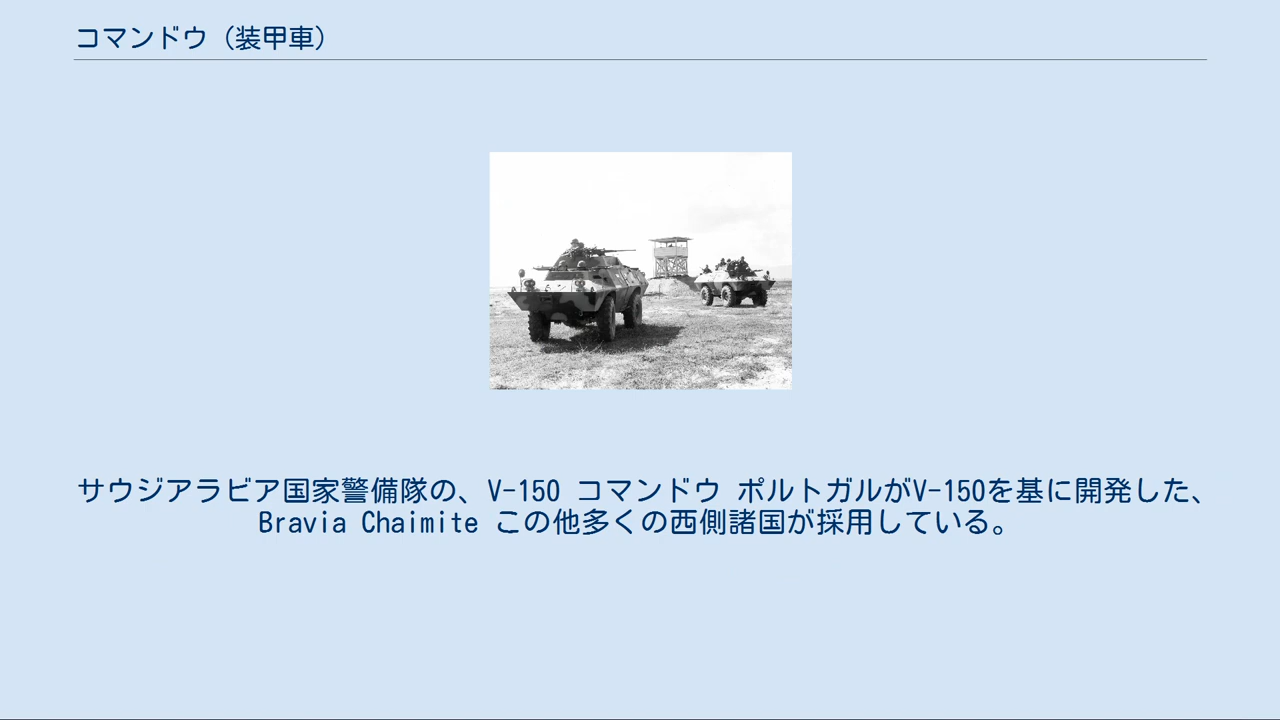 コマンドウ（装甲車）
サウジアラビア国家警備隊の、V-150 コマンドウ ポルトガルがV-150を基に開発した、
Bravia Chaimite この他多くの西側諸国が採用している。